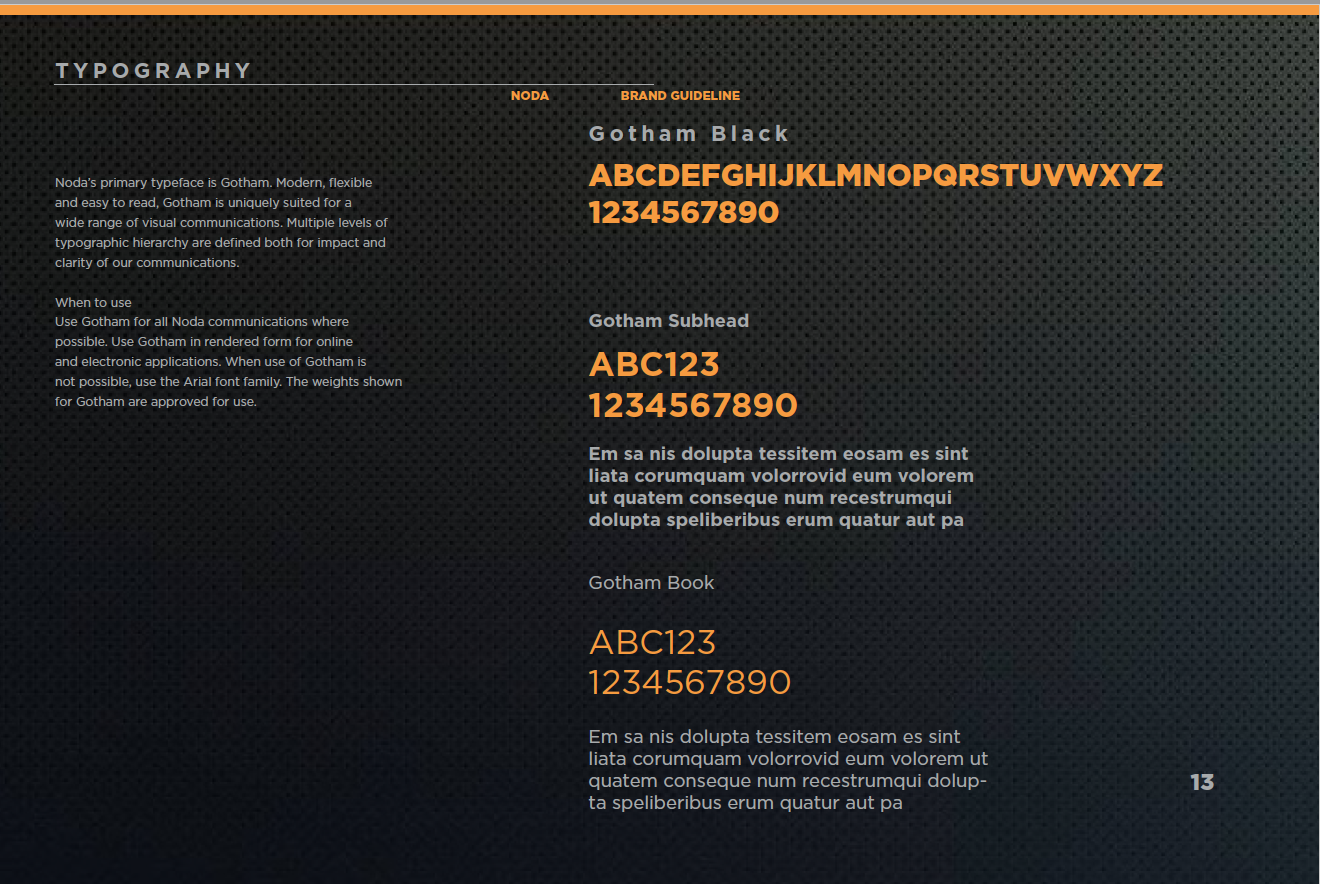 TYPOGRAPHY
NODA BRAND GUIDELINE
Noda's primary typeface is Gotham. Modern, flexible
and easy to read, Gotham is uniquely suited for a
wide range of visual communications. Multiple levels of
typographic hierarchy are defined both for impact and
clarity of our communications.
When to use
Use Gotham for all Noda communications where
possible. Use Gotham in rendered form for online
and electronic applications. When use of Gotham is
not possible, use the Arial font family. The weights shown
for Gotham are approved for use.
Gotham Black
ABCDEFGHIJKLMNOPQRSTUVWXYZ
1234567890
Gotham Subhead
ABC123
1234567890
Em sa nis dolupta tessitem eosam es sint
liata corumquam volorrovid eum volorem
ut quatem conseque num recestrumqui
dolupta speliberibus erum quatur aut pa
Gotham Book
ABC123
1234567890
Em sa nis dolupta tessitem eosam es sint
liata corumquam volorrovid eum volorem ut
quatem conseque num recestrumqui dolup-
ta speliberibus erum quatur aut pa
13